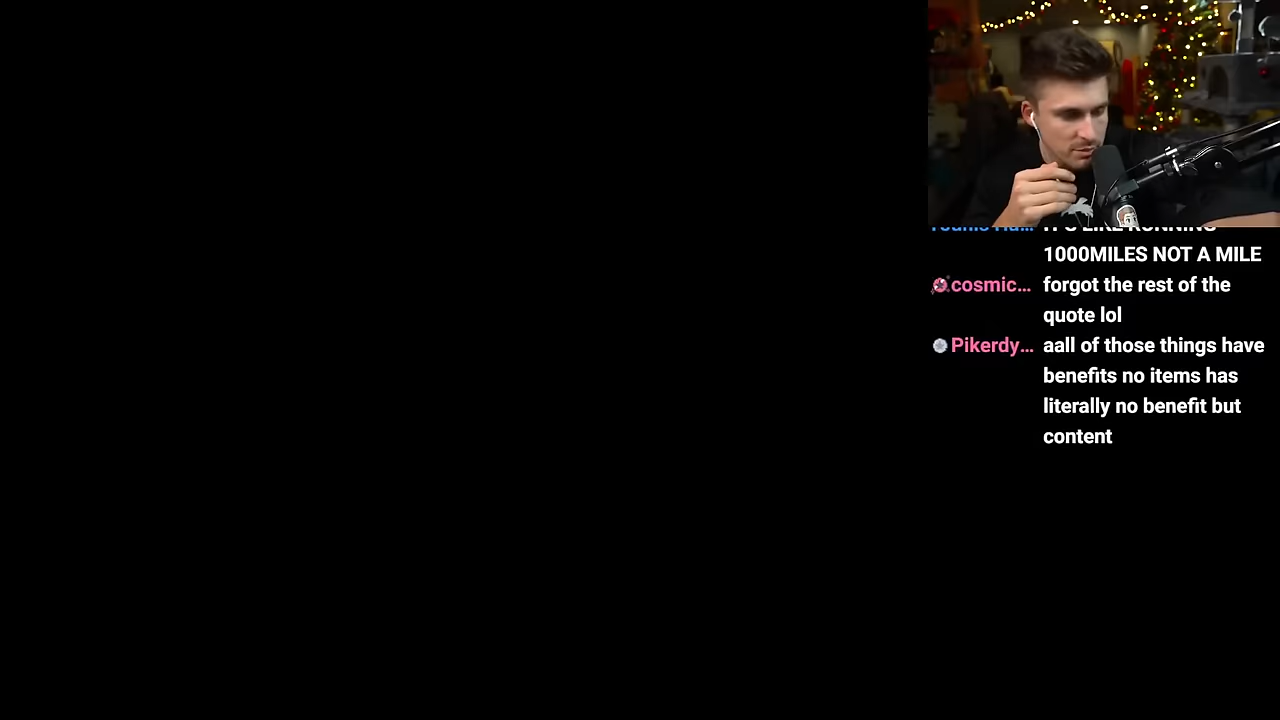 1000MILES NOT A MILE
cosmic… forgot the rest of the
quote lol
Pikerdy… aall of those things have
benefits no items has
literally no benefit but
content